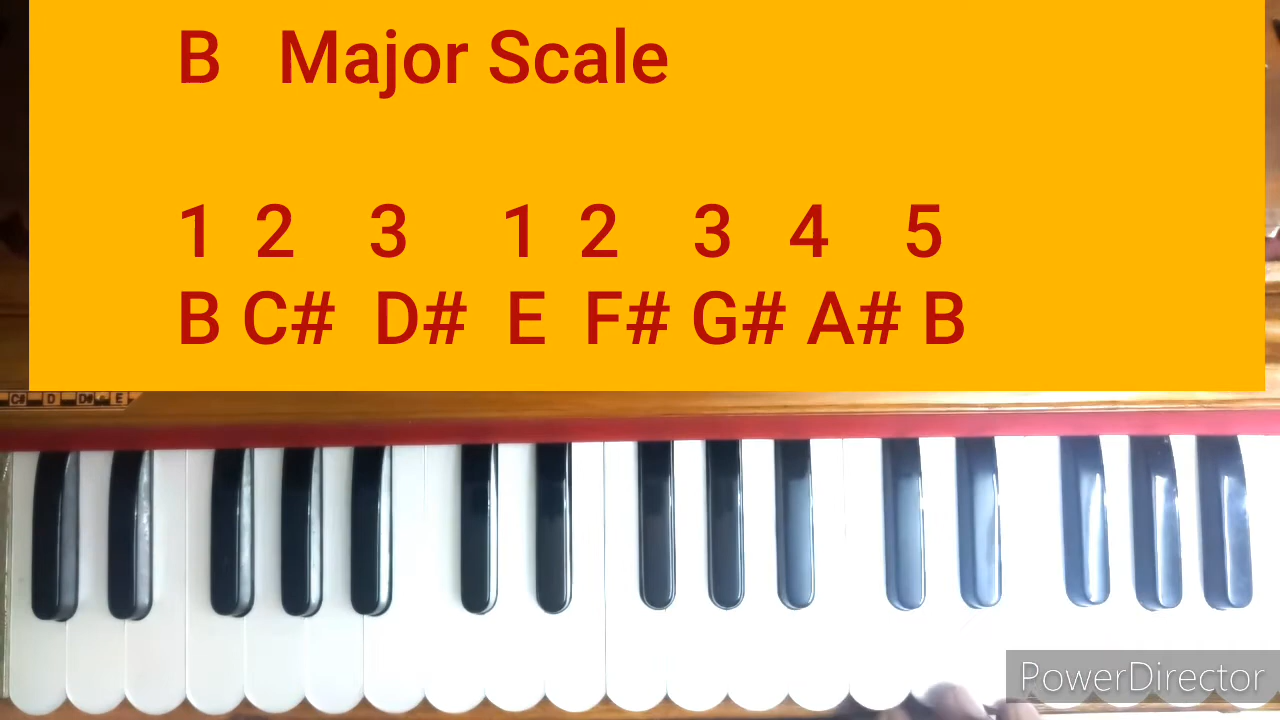 B Major Scale
1 2 3 1 2 3 4 5
B C# D# E F# G# A# B
C# D D# E
PowerDirector